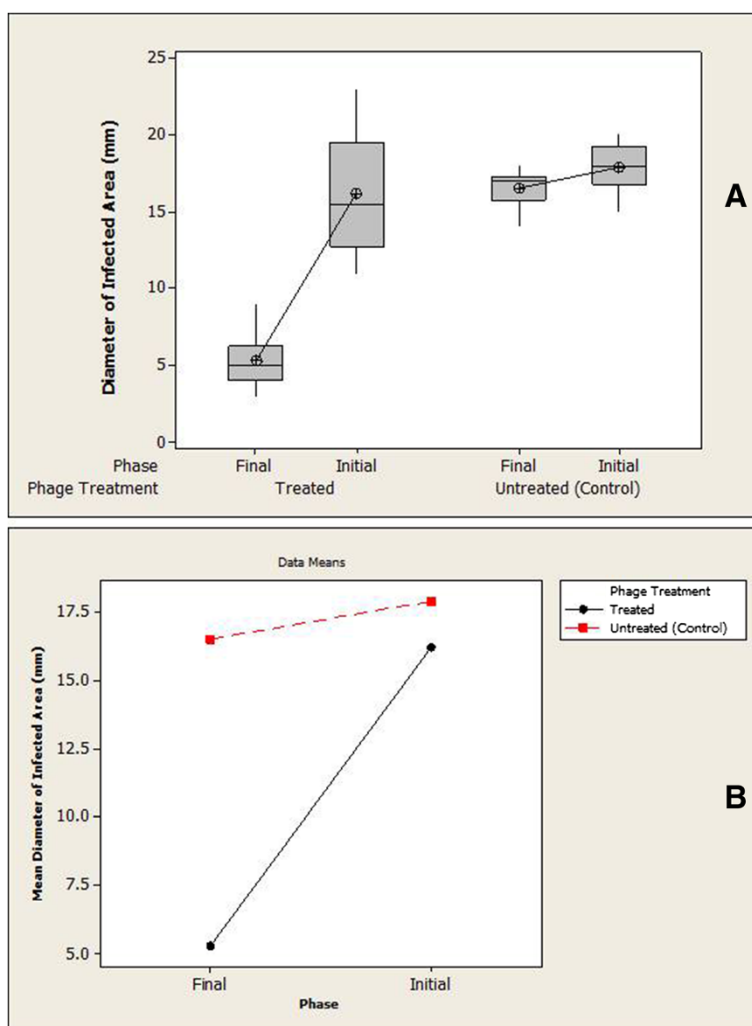 A
Diameter of Infected Area (mm)
25
20
15
10
5
0
Phase Final Initial Final Initial
Phage Treatment Treated Untreated (Control)
B
Data Means
Mean Diameter of Infected Area (mm)
17.5
15.0
12.5
10.0
7.5
5.0
Final Initial
Phase
Phage Treatment
Treated
Untreated (Control)